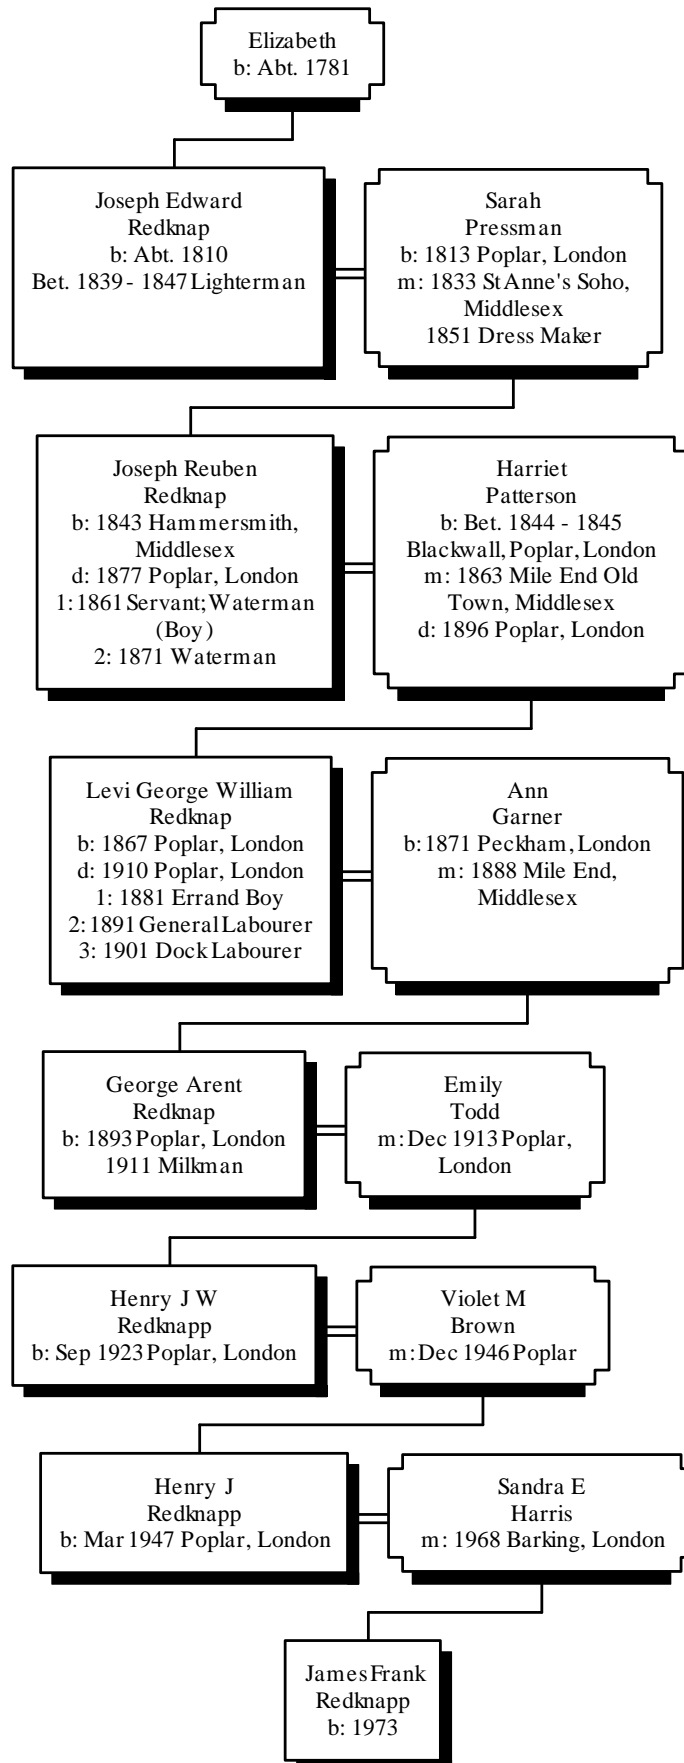 Elizabeth
b: Abt. 1781
Joseph Edward
Redknap
b: Abt. 1810
Bet. 1839 - 1847 Lighterman
Sarah
Pressman
b: 1813 Poplar, London
m: 1833 St Anne's Soho,
Middlesex
1851 Dress Maker
Joseph Reuben
Redknap
b: 1843 Hammersmith,
Middlesex
d: 1877 Poplar, London
1: 1861 Servant; Waterman
(Boy)
2: 1871 Waterman
Harriet
Patterson
b: Bet. 1844 - 1845
Blackwall, Poplar, London
m: 1863 Mile End Old
Town, Middlesex
d: 1896 Poplar, London
Levi George William
Redknap
b: 1867 Poplar, London
d: 1910 Poplar, London
1: 1881 Errand Boy
2: 1891 General Labourer
3: 1901 Dock Labourer
Ann
Garner
b: 1871 Peckham, London
m: 1888 Mile End,
Middlesex
George Arent
Redknap
b: 1893 Poplar, London
1911 Milkman
Emily
Todd
m: Dec 1913 Poplar,
London
Henry J W
Redknapp
b: Sep 1923 Poplar, London
Violet M
Brown
m: Dec 1946 Poplar
Henry J
Redknapp
b: Mar 1947 Poplar, London
Sandra E
Harris
m: 1968 Barking, London
James Frank
Redknapp
b: 1973